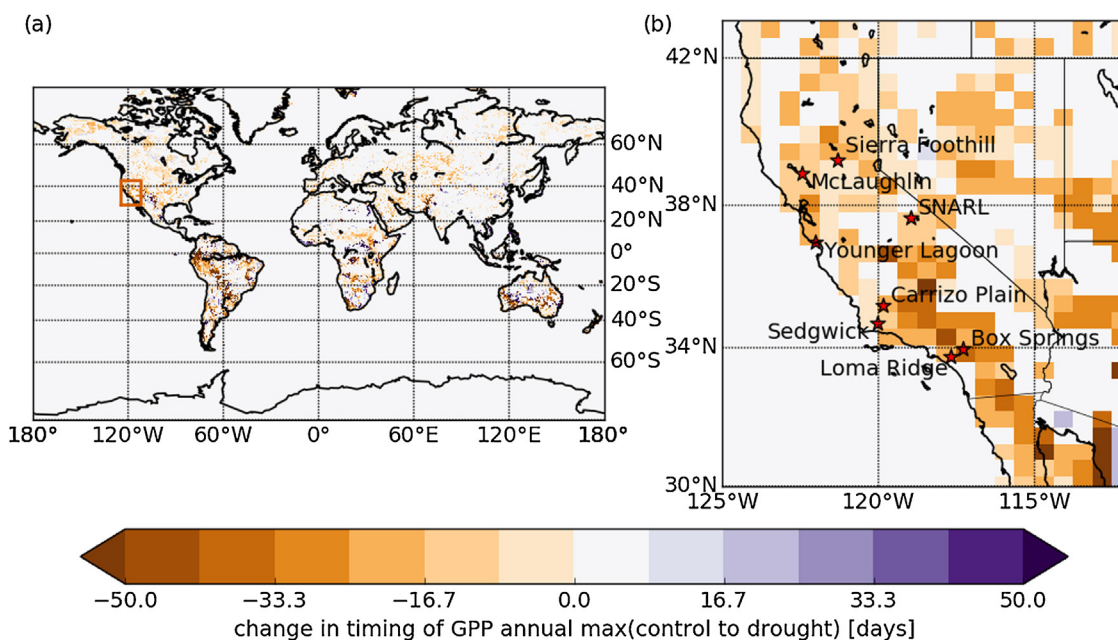 (a)
60°N
40°N
20°N
0°
20°S
40°S
60°S
180° 120°W 60°W 0° 60°E 120°E 180°
(b)
42°N
38°N
34°N
30°N
125°W 120°W 115°W
Sierra Foothill
McLaughlin
SNARL
Younger Lagoon
Carrizo Plain
Sedgwick
Box Springs
Loma Ridge
−50.0 −33.3 −16.7 0.0 16.7 33.3 50.0
change in timing of GPP annual max(control to drought) [days]